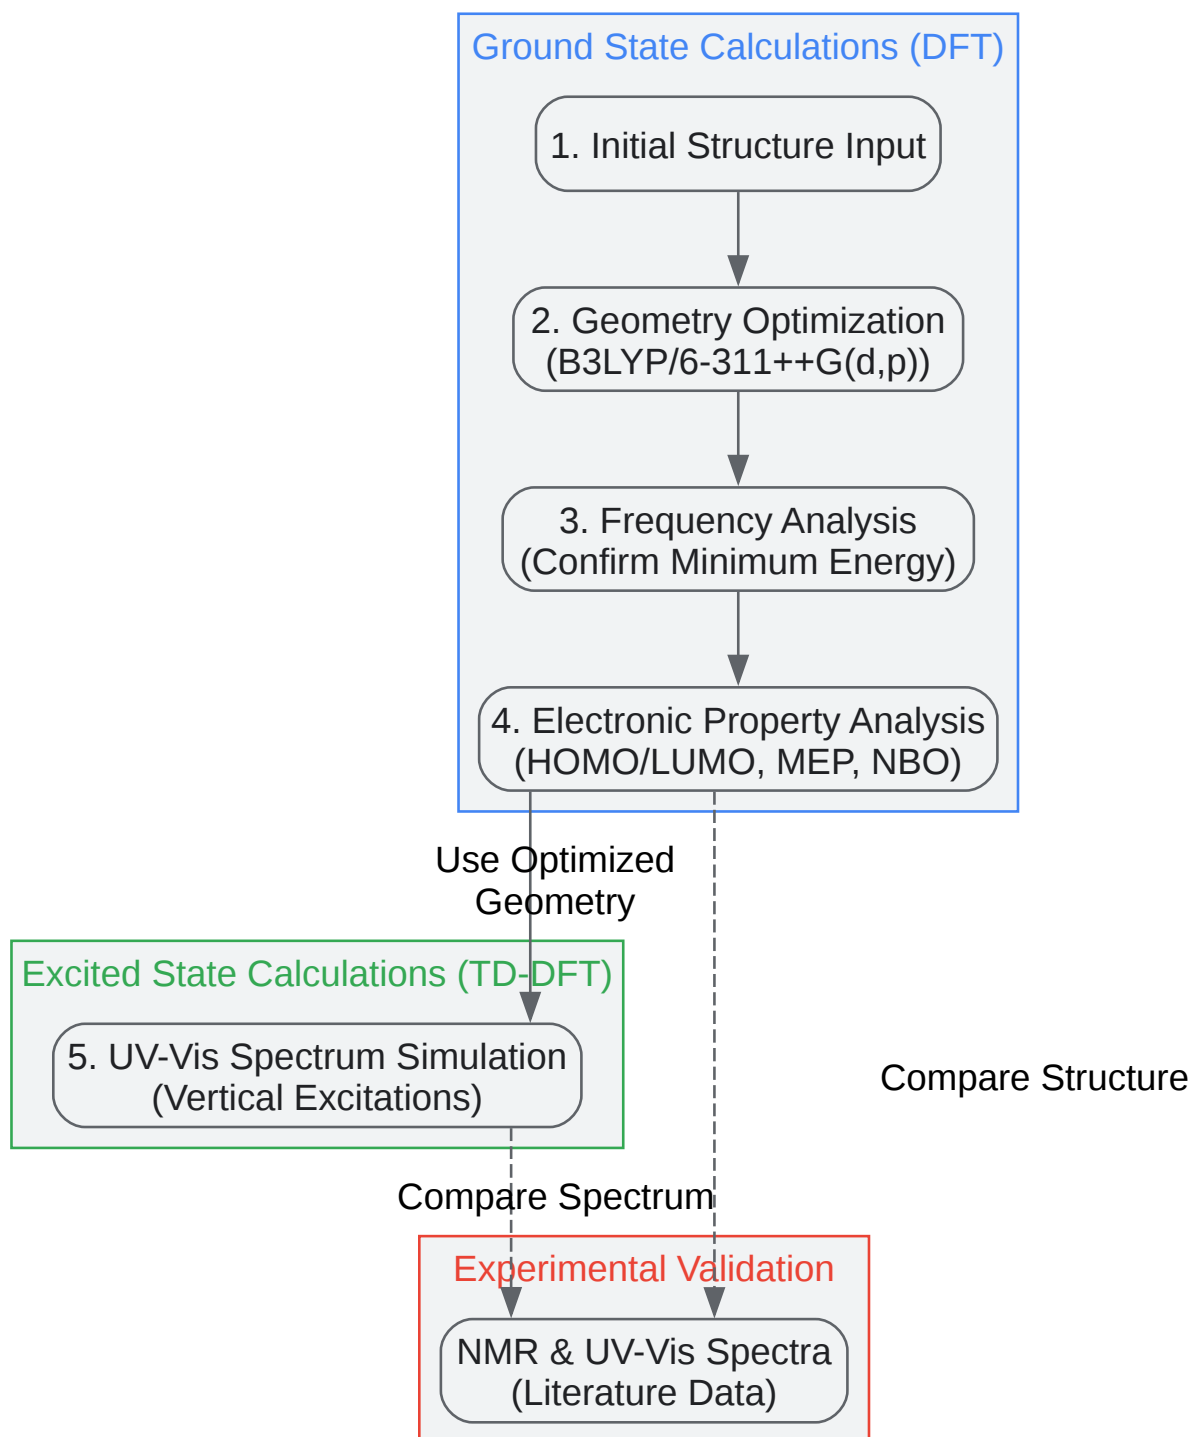 Ground State Calculations (DFT)
1. Initial Structure Input
2. Geometry Optimization
(B3LYP/6-311++G(d,p))
3. Frequency Analysis
(Confirm Minimum Energy)
4. Electronic Property Analysis
(HOMO/LUMO, MEP, NBO)
Use Optimized
Geometry
Excited State Calculations (TD-DFT)
5. UV-Vis Spectrum Simulation
(Vertical Excitations)
Compare Structure
Compare Spectrum
Experimental Validation
NMR & UV-Vis Spectra
(Literature Data)